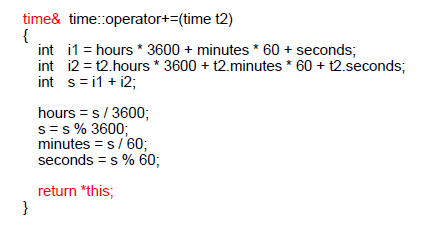 time& time::operator+=(time t2)
{
int i1 = hours * 3600 + minutes * 60 + seconds;
int i2 = t2.hours * 3600 + t2.minutes * 60 + t2.seconds;
int s = i1 + i2;
hours = s / 3600;
s = s % 3600;
minutes = s / 60;
seconds = s % 60;
return *this;
}